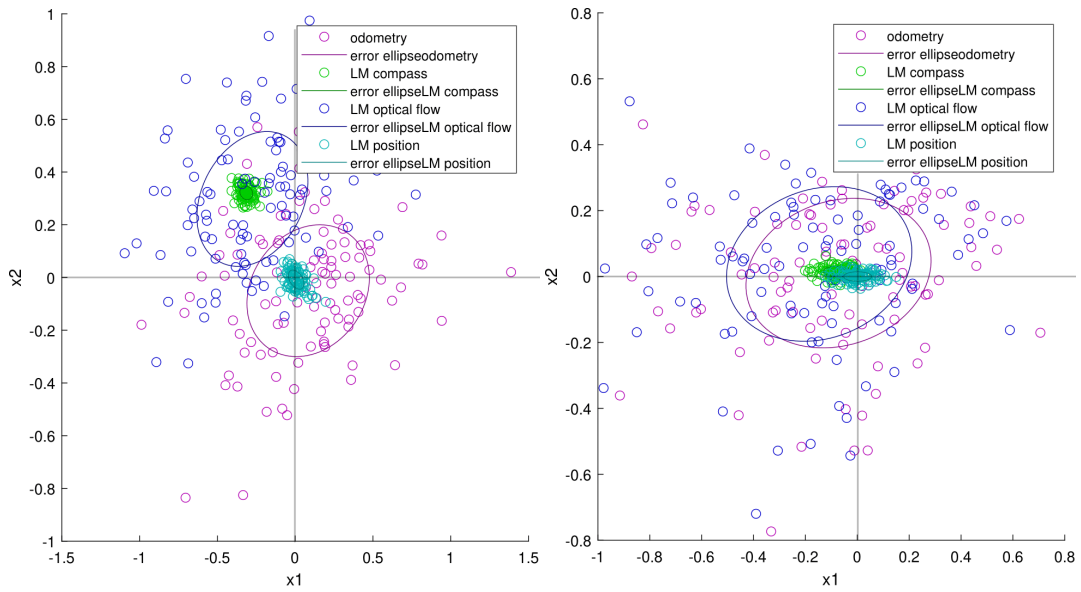 1
0.8
0.6
0.4
0.2
0
-0.2
-0.4
-0.6
-0.8
-1
x2
-1.5
-1
-0.5
0
0.5
1
1.5
x1
odometry
error ellipseodometry
LM compass
error ellipseLM compass
LM optical flow
error ellipseLM optical flow
LM position
error ellipseLM position
0.8
0.6
0.4
0.2
0
-0.2
-0.4
-0.6
-0.8
x2
-1
-0.8
-0.6
-0.4
-0.2
0
0.2
0.4
0.6
0.8
x1
odometry
error ellipseodometry
LM compass
error ellipseLM compass
LM optical flow
error ellipseLM optical flow
LM position
error ellipseLM position